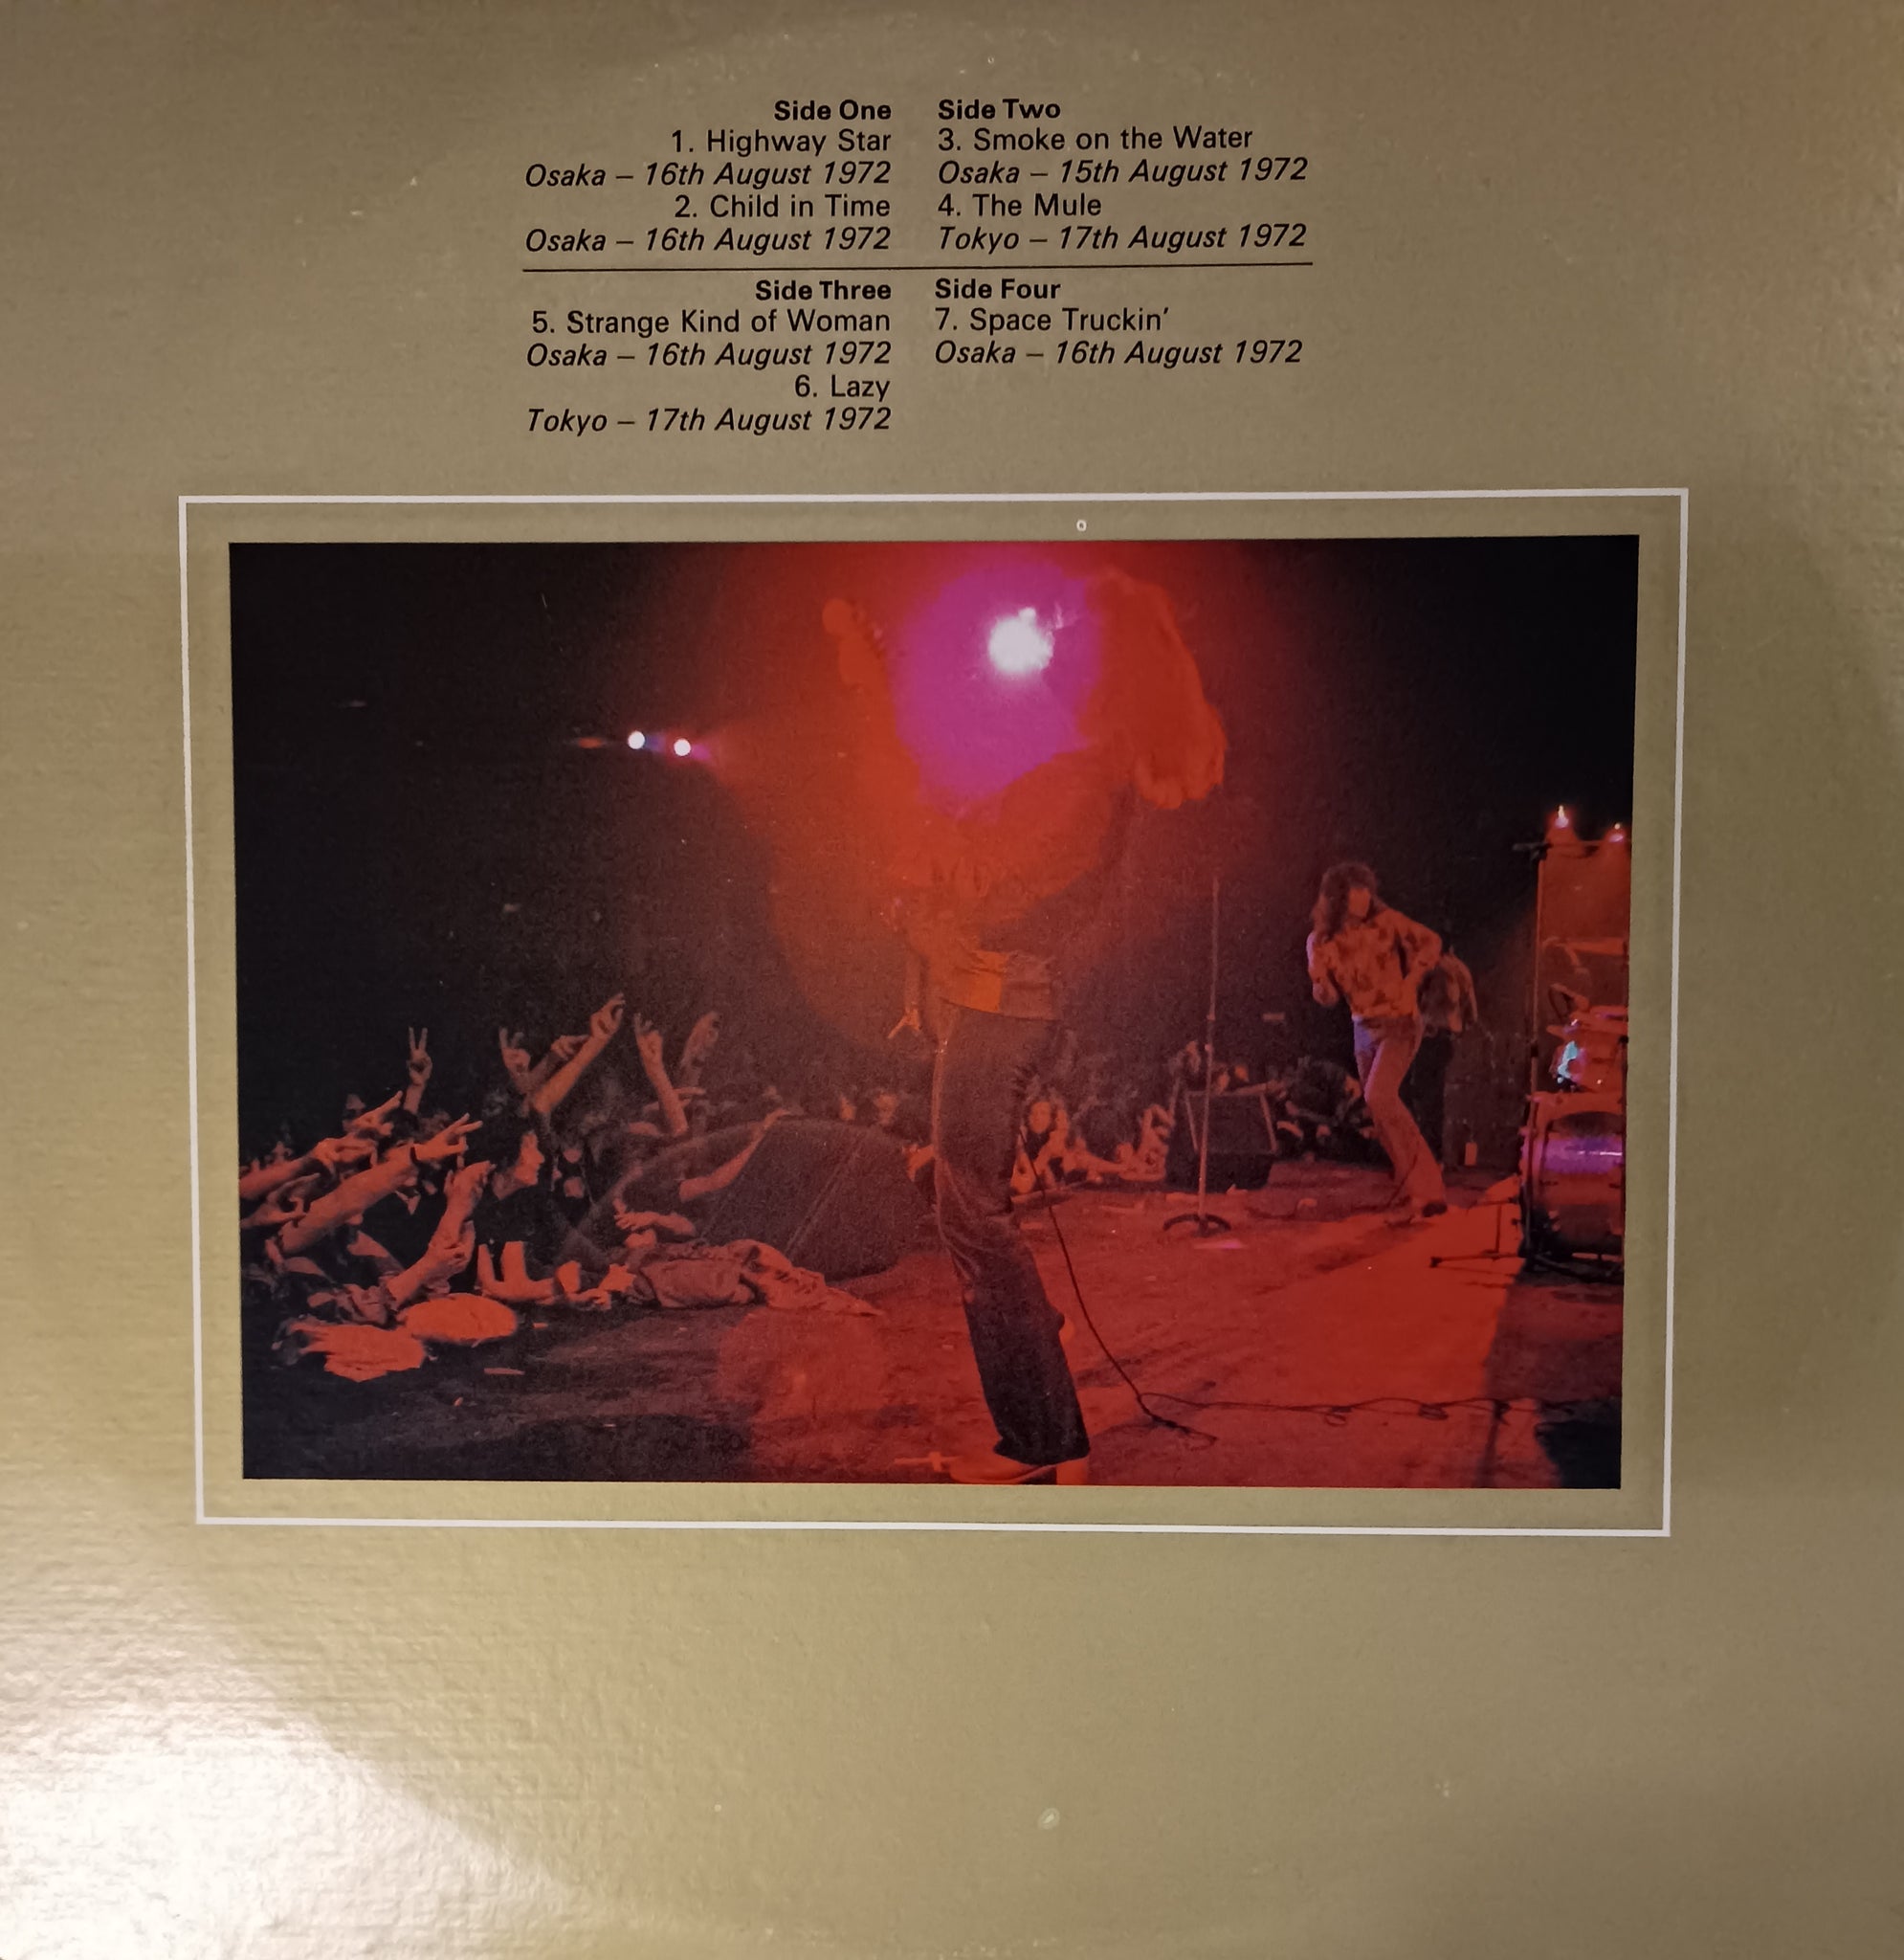 Side One
1. Highway Star
Osaka – 16th August 1972
2. Child in Time
Osaka – 16th August 1972
Side Two
3. Smoke on the Water
Osaka – 15th August 1972
4. The Mule
Tokyo – 17th August 1972
Side Three
5. Strange Kind of Woman
Osaka – 16th August 1972
6. Lazy
Tokyo – 17th August 1972
Side Four
7. Space Truckin’
Osaka – 16th August 1972